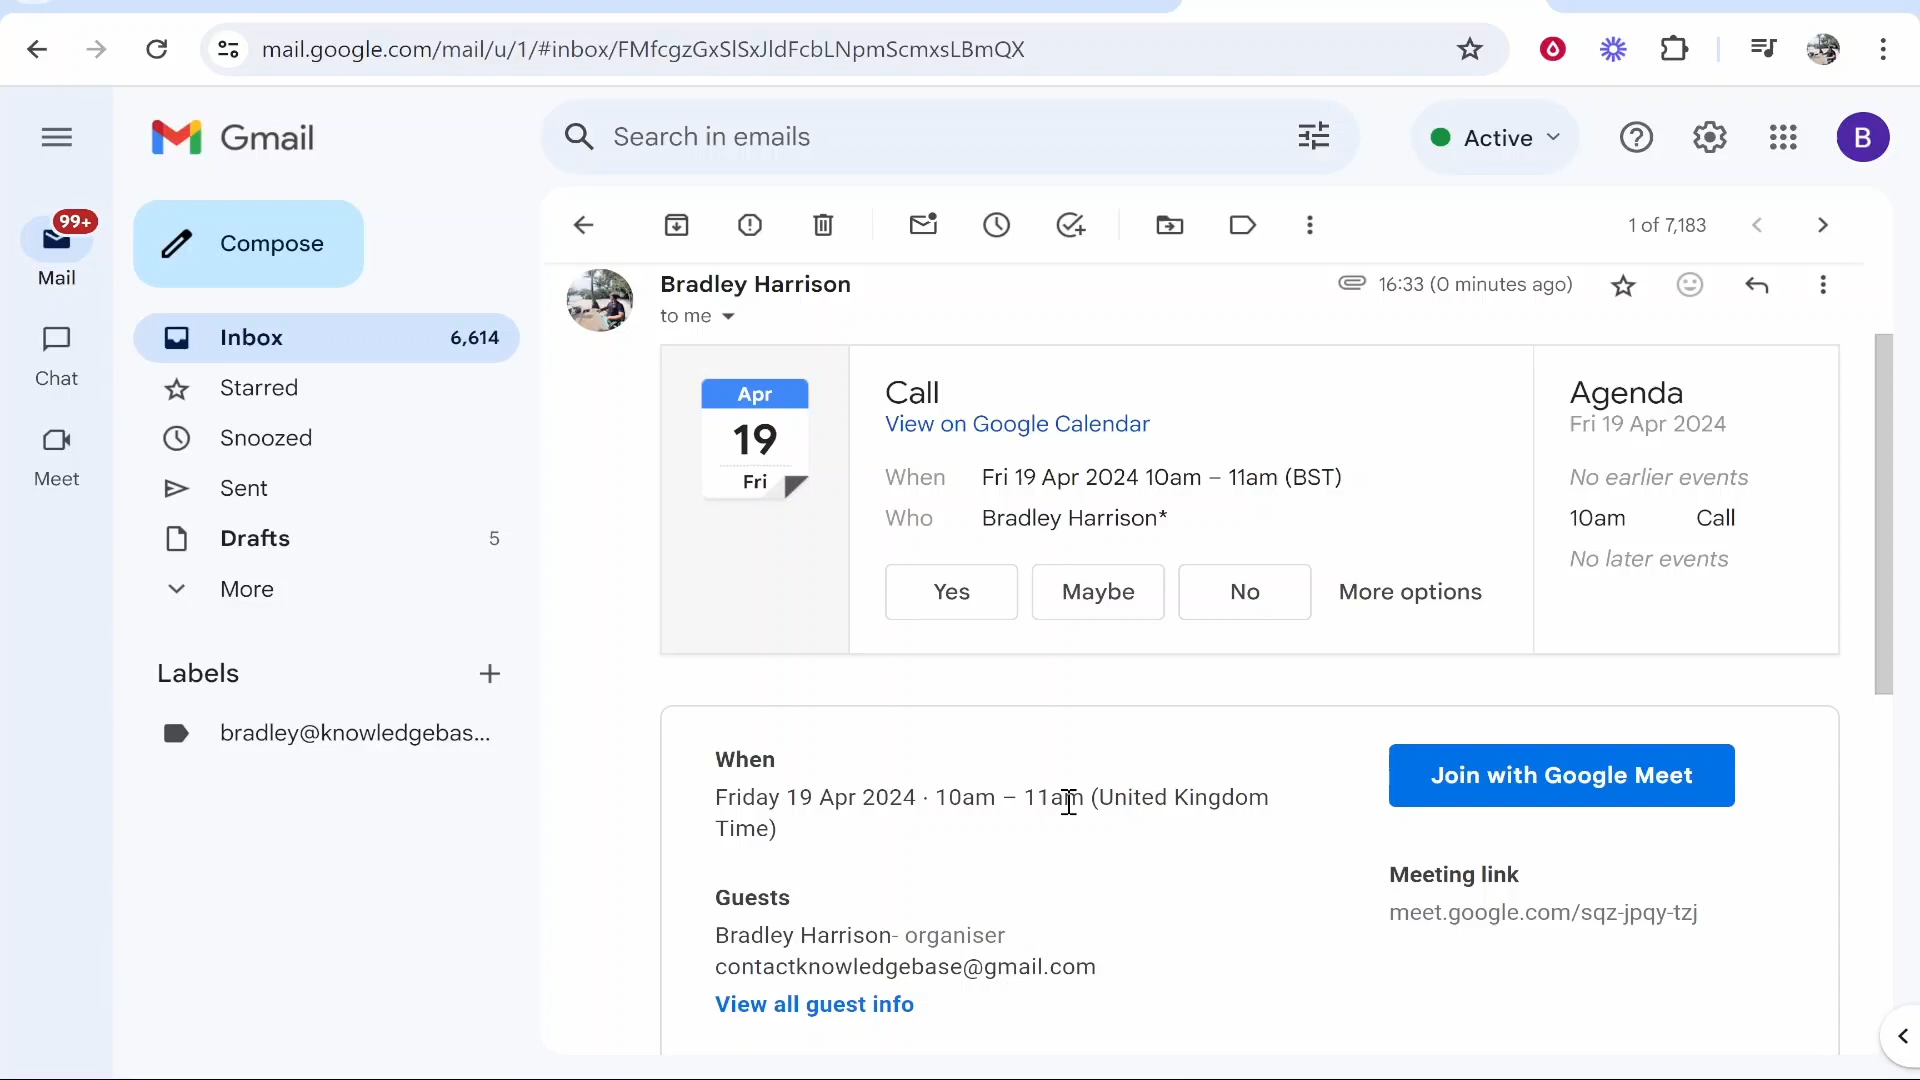 mail.google.com/mail/u/1/#inbox/FMfcgzGxSlSxJldFcbLNpmScmxsLBmQX
Gmail
Search in emails
Active
B
99+
Mail
Chat
Meet
Compose
Inbox 6,614
Starred
Snoozed
Sent
Drafts 5
More
Labels
bradley@knowledgebas...
1 of 7,183
Bradley Harrison
16:33 (0 minutes ago)
to me
Apr
19
Fri
Call
View on Google Calendar
When Fri 19 Apr 2024 10am – 11am (BST)
Who Bradley Harrison*
Yes Maybe No More options
Agenda
Fri 19 Apr 2024
No earlier events
10am Call
No later events
When
Friday 19 Apr 2024 · 10am – 11am (United Kingdom
Time)
Guests
Bradley Harrison- organiser
contactknowledgebase@gmail.com
View all guest info
Join with Google Meet
Meeting link
meet.google.com/sqz-jpqy-tzj